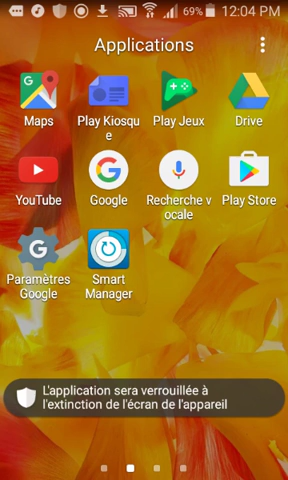 69% 12:04 PM
Applications
Maps
Play Kiosqu
e
Play Jeux
Drive
YouTube
Google
Recherche v
ocale
Play Store
Paramètres
Google
Smart
Manager
L'application sera verrouillée à
l'extinction de l'écran de l'appareil